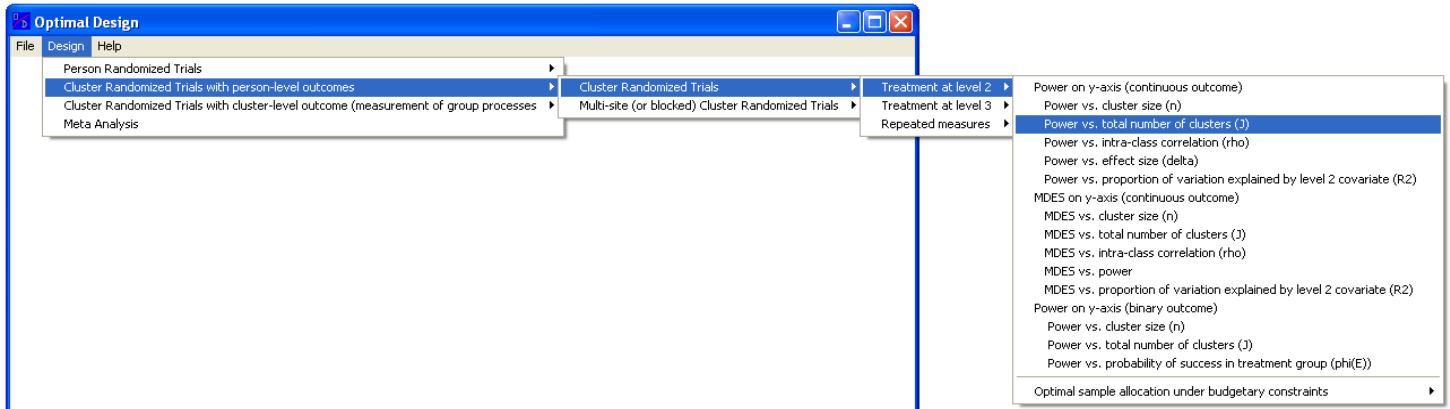 Optimal Design
File Design Help
Person Randomized Trials
Cluster Randomized Trials with person-level outcomes
Cluster Randomized Trials with cluster-level outcome (measurement of group processes
Meta Analysis
Cluster Randomized Trials
Multi-site (or blocked) Cluster Randomized Trials
Treatment at level 2
Treatment at level 3
Repeated measures
Power on y-axis (continuous outcome)
Power vs. cluster size (n)
Power vs. total number of clusters (J)
Power vs. intra-class correlation (rho)
Power vs. effect size (delta)
Power vs. proportion of variation explained by level 2 covariate (R2)
MDES on y-axis (continuous outcome)
MDES vs. cluster size (n)
MDES vs. total number of clusters (J)
MDES vs. intra-class correlation (rho)
MDES vs. power
MDES vs. proportion of variation explained by level 2 covariate (R2)
Power on y-axis (binary outcome)
Power vs. cluster size (n)
Power vs. total number of clusters (J)
Power vs. probability of success in treatment group (phi(E))
Optimal sample allocation under budgetary constraints